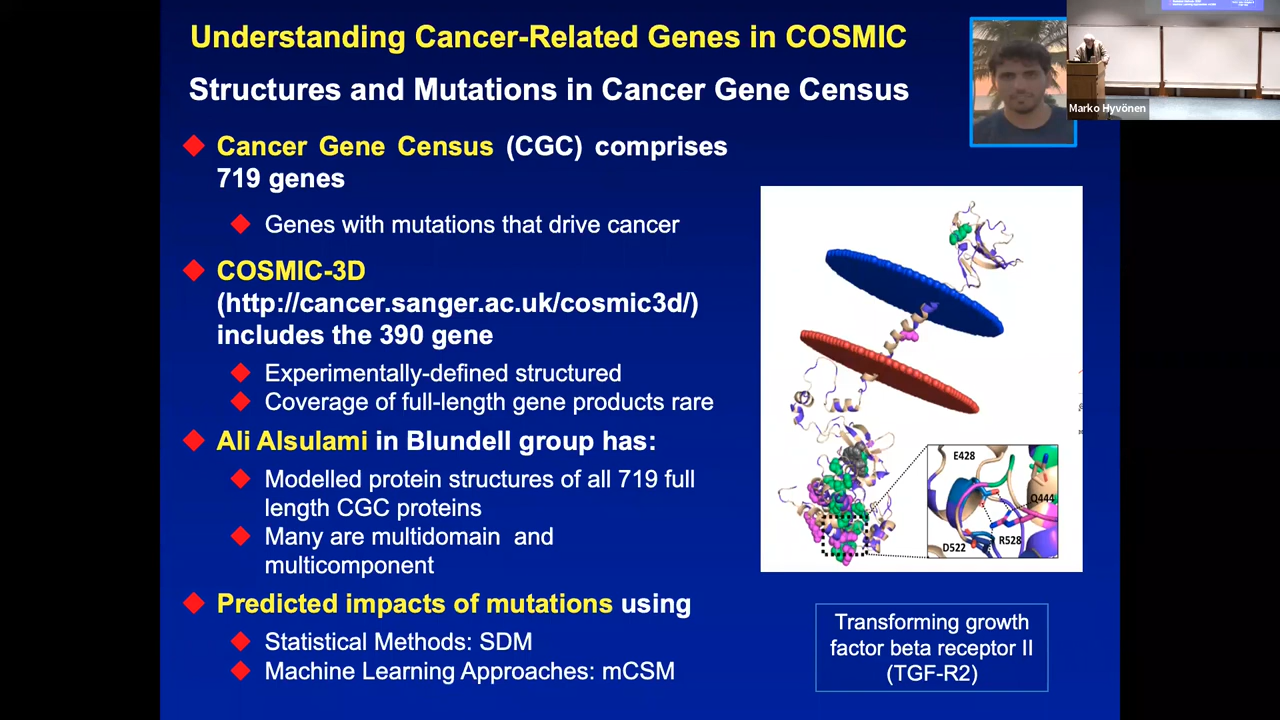 Understanding Cancer-Related Genes in COSMIC
Structures and Mutations in Cancer Gene Census
Marko Hyvönen
Cancer Gene Census (CGC) comprises
719 genes
Genes with mutations that drive cancer
COSMIC-3D
(http://cancer.sanger.ac.uk/cosmic3d/)
includes the 390 gene
Experimentally-defined structured
Coverage of full-length gene products rare
Ali Alsulami in Blundell group has:
Modelled protein structures of all 719 full
length CGC proteins
Many are multidomain and
multicomponent
Predicted impacts of mutations using
Statistical Methods: SDM
Machine Learning Approaches: mCSM
E428
Q444
R528
D522
Transforming growth
factor beta receptor II
(TGF-R2)